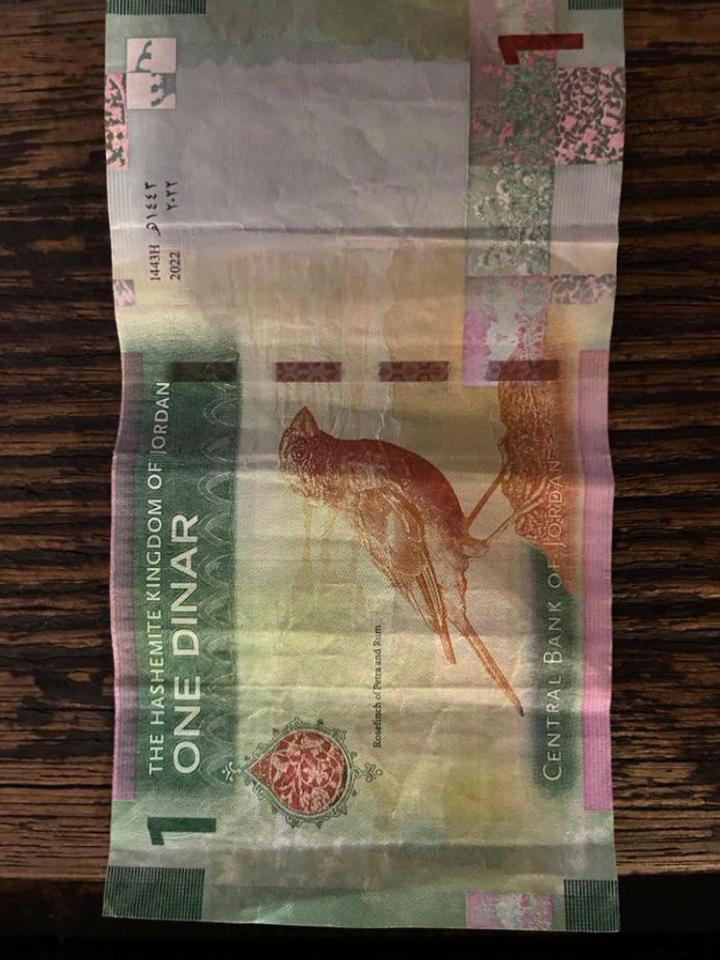 THE HASHEMITE KINGDOM OF JORDAN
ONE DINAR
1
1443H ١٤٤٣هـ
2022 ٢٠٢٢
Rosefinch of Petra and Rum
CENTRAL BANK OF JORDAN
1